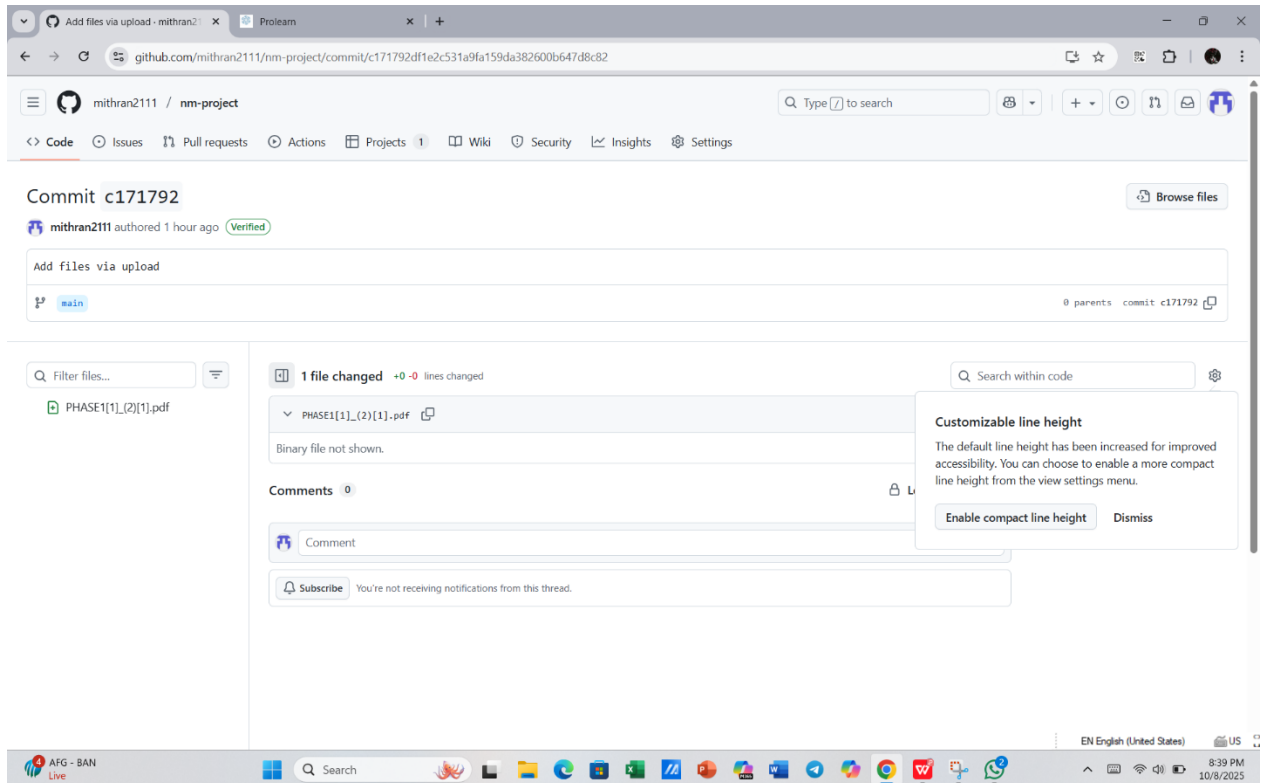 Add files via upload · mithran21
Prolearn
github.com/mithran2111/nm-project/commit/c171792df1e2c531a9fa159da382600b647d8c82
mithran2111 / nm-project
Type / to search
Code Issues Pull requests Actions Projects 1 Wiki Security Insights Settings
Commit c171792
Browse files
mithran2111 authored 1 hour ago Verified
Add files via upload
main
0 parents commit c171792
Filter files...
1 file changed +0 -0 lines changed
Search within code
PHASE1[1]_(2)[1].pdf
PHASE1[1]_(2)[1].pdf
Binary file not shown.
Customizable line height
The default line height has been increased for improved
accessibility. You can choose to enable a more compact
line height from the view settings menu.
Enable compact line height Dismiss
Comments 0
Comment
Subscribe You're not receiving notifications from this thread.
EN English (United States) US
4
AFG - BAN
Live
Search
8:39 PM
10/8/2025